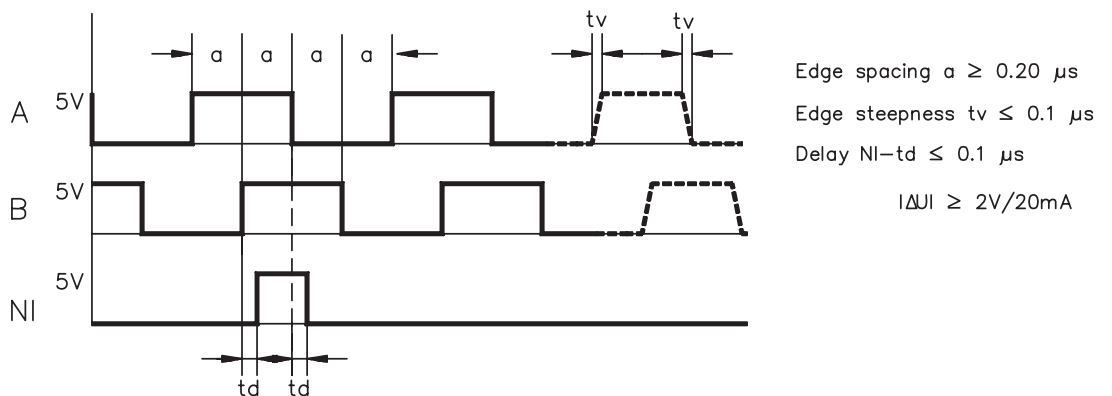 tv tv
a a a a
A 5V
Edge spacing a ≥ 0.20 µs
Edge steepness tv ≤ 0.1 µs
Delay NI-td ≤ 0.1 µs
B 5V
IΔUI ≥ 2V/20mA
NI 5V
td td